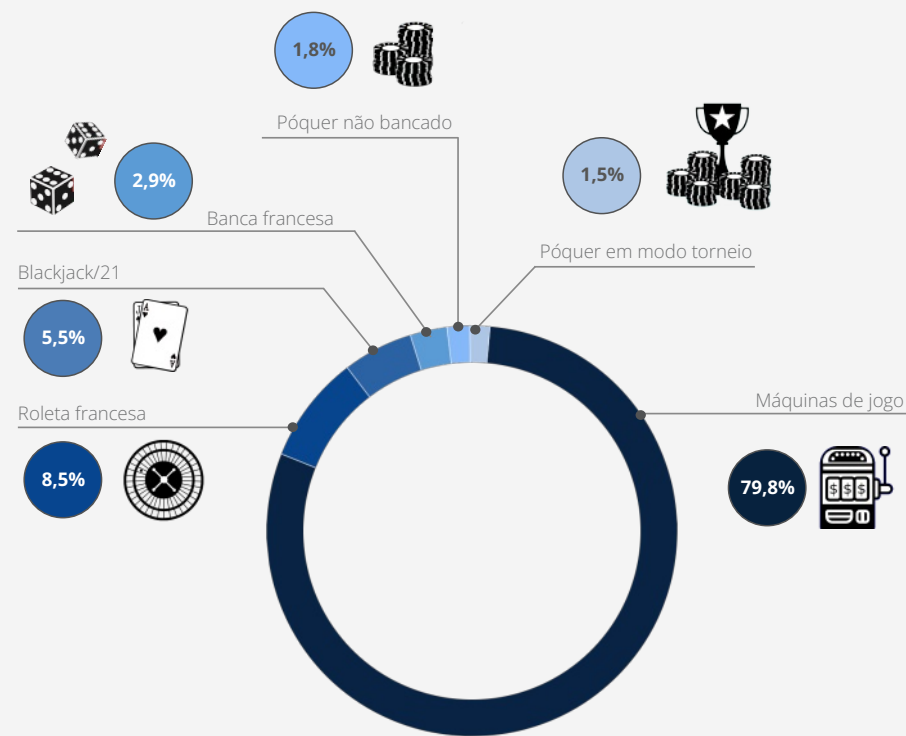 1,8%
Póquer não bancado
1,5%
2,9%
Banca francesa
Póquer em modo torneio
Blackjack/21
5,5%
Roleta francesa
8,5%
Máquinas de jogo
79,8%
$ $ $